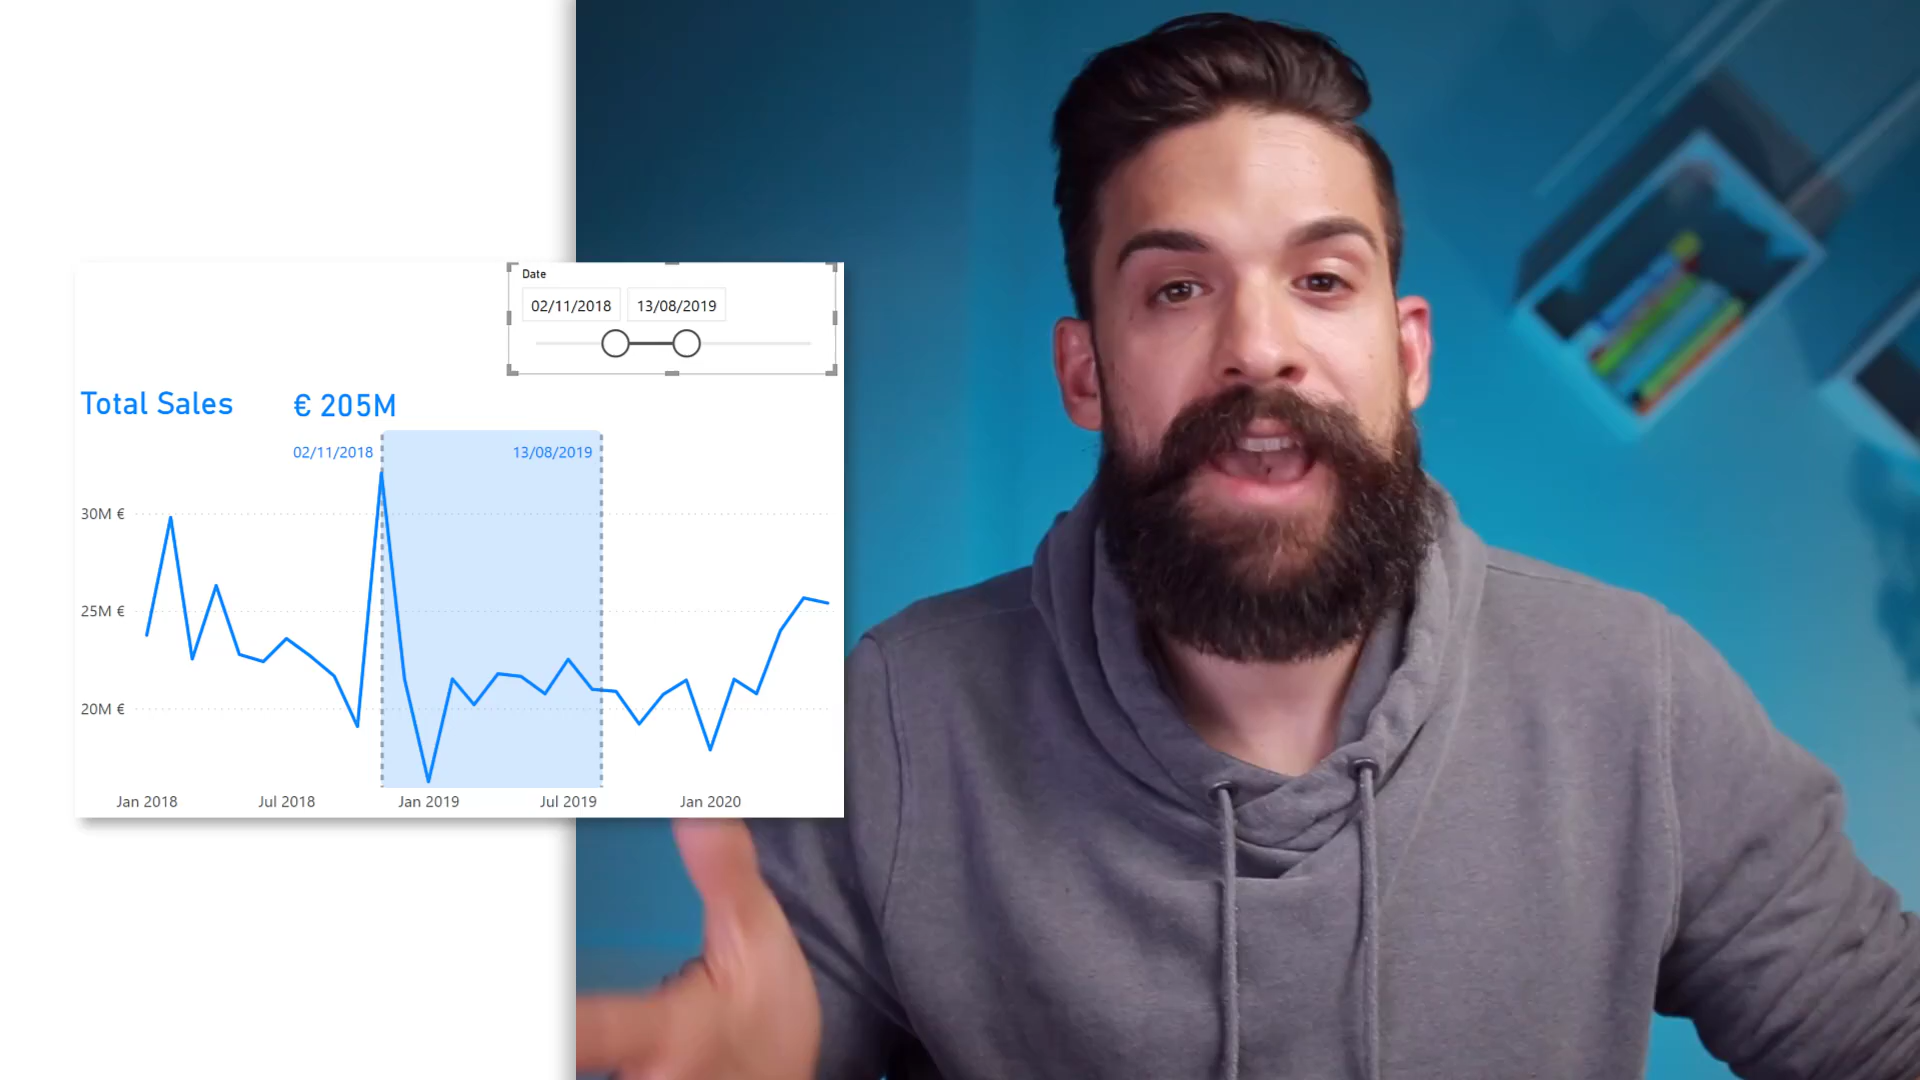 Date
02/11/2018 13/08/2019
Total Sales € 205M
02/11/2018 13/08/2019
30M €
25M €
20M €
Jan 2018 Jul 2018 Jan 2019 Jul 2019 Jan 2020